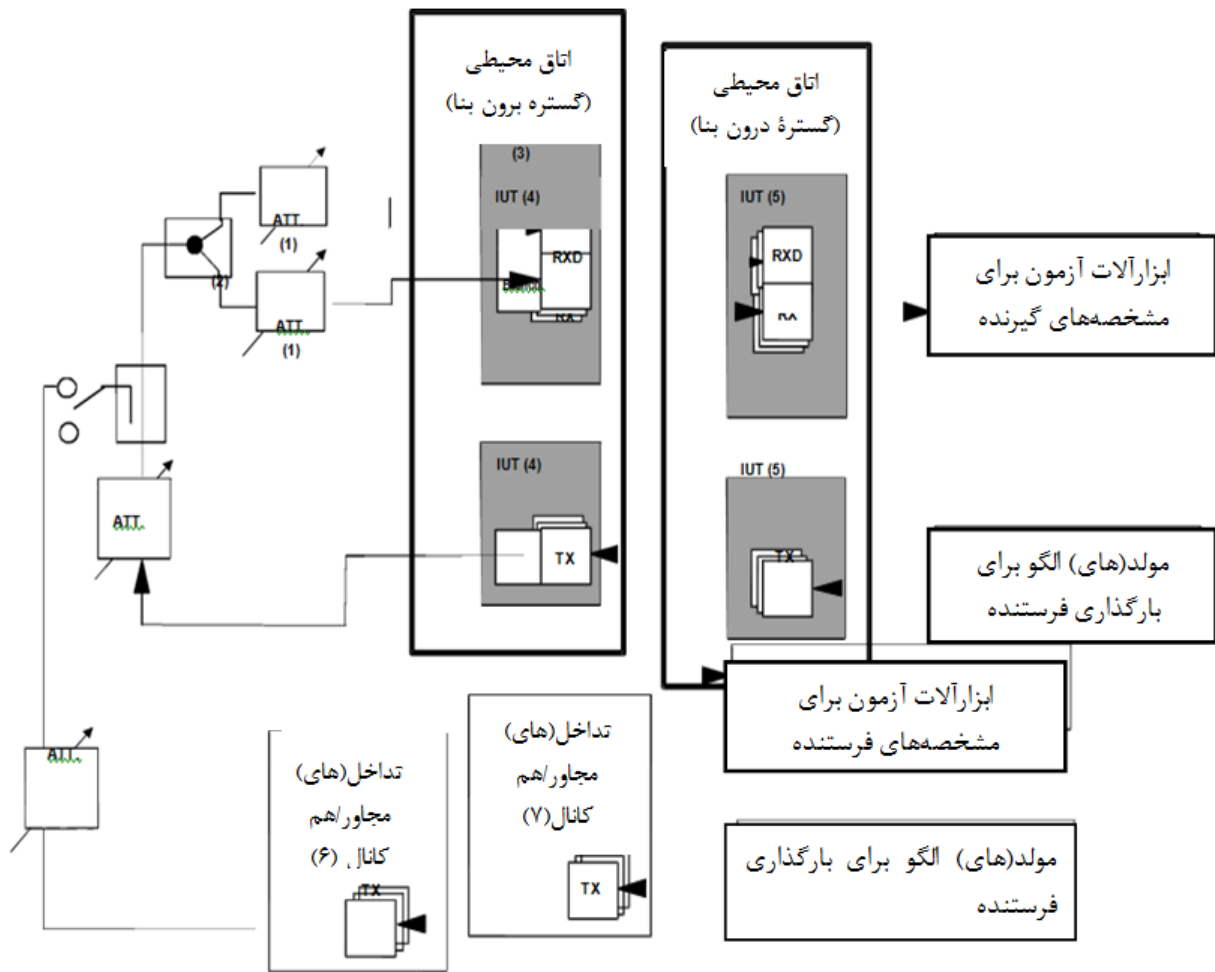 اتاق محیطی
(گستره برون بنا)
(3)
IUT (4)
RXD
RX
IUT (4)
TX
اتاق محیطی
(گسترهٔ درون بنا)
IUT (5)
RXD
RX
IUT (5)
TX
ATT.
(1)
(2)
ATT.
(1)
ATT.
ATT.
ابزارآلات آزمون برای
مشخصه‌های گیرنده
مولد(های) الگو برای
بارگذاری فرستنده
ابزارآلات آزمون برای
مشخصه‌های فرستنده
مولد(های) الگو برای بارگذاری
فرستنده
تداخل(های)
مجاور/هم
کانال(۷)
TX
تداخل(های)
مجاور/هم
کانال (۶)
TX